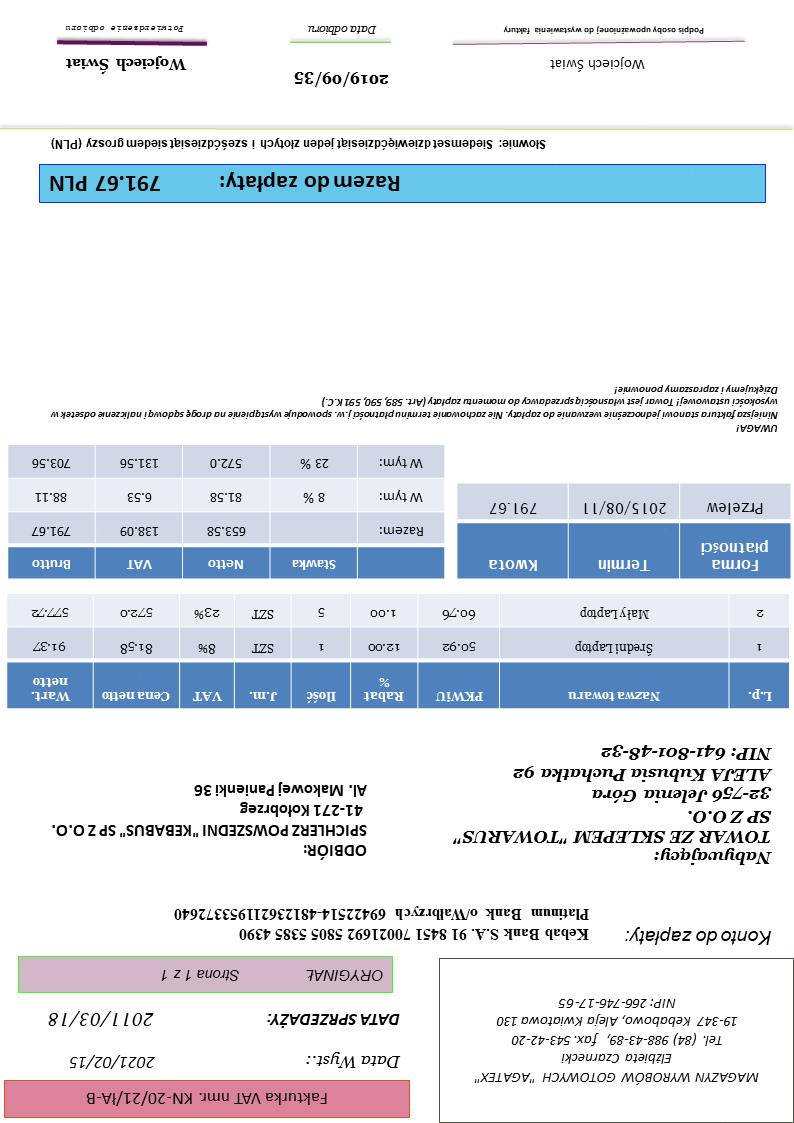 MAGAZYN WYROBÓW GOTOWYCH "AGATEX"
Elżbieta Czarnecki
Tel. (84) 988-43-89, fax. 543-42-20
19-347 Kebabowo, Aleja Kwiatowa 130
NIP: 266-746-17-65
Fakturka VAT nmr. KN-20/21/ŁA-B
Data Wyst.: 2021/02/15
DATA SPRZEDAŻY: 2011/03/18
ORYGINAŁ Strona 1 z 1
Konto do zapłaty:
Kebab Bank S.A. 91 8451 70021692 5805 5385 4390
Platinum Bank o/Wałbrzych 69422514-481236211953372640
Nabywający:
TOWAR ZE SKLEPEM "TOWARUS"
SP Z O.O.
32-756 Jelenia Góra
ALEJA Kubusia Puchatka 92
NIP: 641-801-48-32
ODBIÓR:
SPICHLERZ POWSZEDNI "KEBABUS" SP Z O.O.
41-271 Kołobrzeg
Al. Makowej Panienki 36
L.p. Nazwa towaru PKWiU Rabat % Ilość J.m. VAT Cena netto Wart. netto
1 Średni Laptop 50.92 12.00 1 SZT 8% 81.58 91.37
2 Mały Laptop 60.76 1.00 5 SZT 23% 572.0 577.72
Forma płatności Termin Kwota
Przelew 2015/08/11 791.67
Stawka Netto VAT Brutto
Razem: 653.58 138.09 791.67
W tym: 8 % 81.58 6.53 88.11
W tym: 23 % 572.0 131.56 703.56
UWAGA!
Niniejsza faktura stanowi jednocześnie wezwanie do zapłaty. Nie zachowanie terminu płatności j.w. spowoduje wystąpienie na drogę sądową i naliczenie odsetek w
wysokości ustawowej! Towar jest własnością sprzedawcy do momentu zapłaty (Art. 589, 590, 591 K.C.)
Dziękujemy i zapraszamy ponownie!
Razem do zapłaty: 791.67 PLN
Słownie: Siedemset dziewięćdziesiąt jeden złotych i sześćdziesiąt siedem groszy (PLN)
Wojciech Świat
Podpis osoby upoważnionej do wystawienia faktury
2019/09/35
Data odbioru
Wojciech Świat
Potwierdzenie odbioru